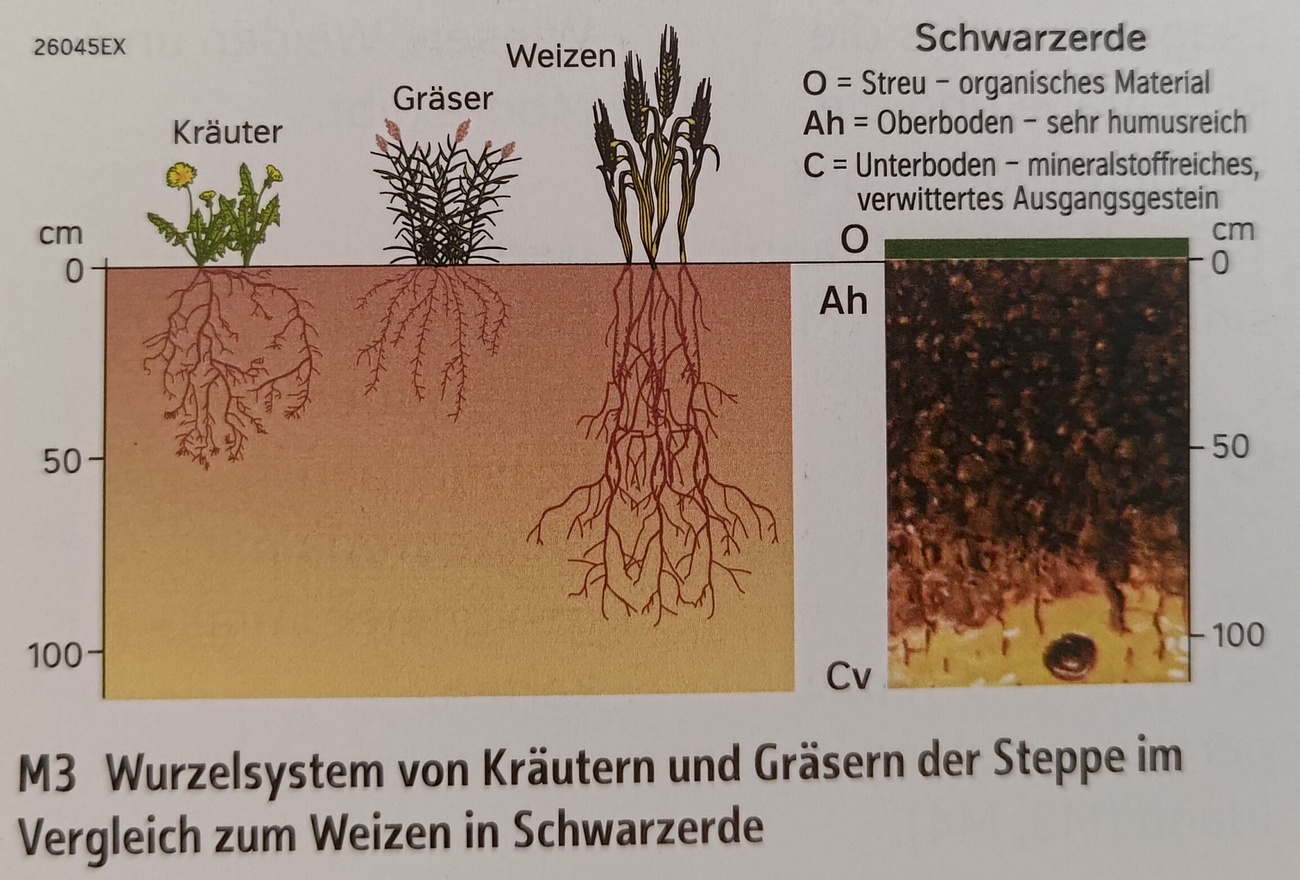 26045EX
Kräuter
Gräser
Weizen
cm
0
50
100
Schwarzerde
O = Streu – organisches Material
Ah = Oberboden – sehr humusreich
C = Unterboden – mineralstoffreiches,
verwittertes Ausgangsgestein
O
Ah
Cv
cm
0
50
100
M3 Wurzelsystem von Kräutern und Gräsern der Steppe im
Vergleich zum Weizen in Schwarzerde